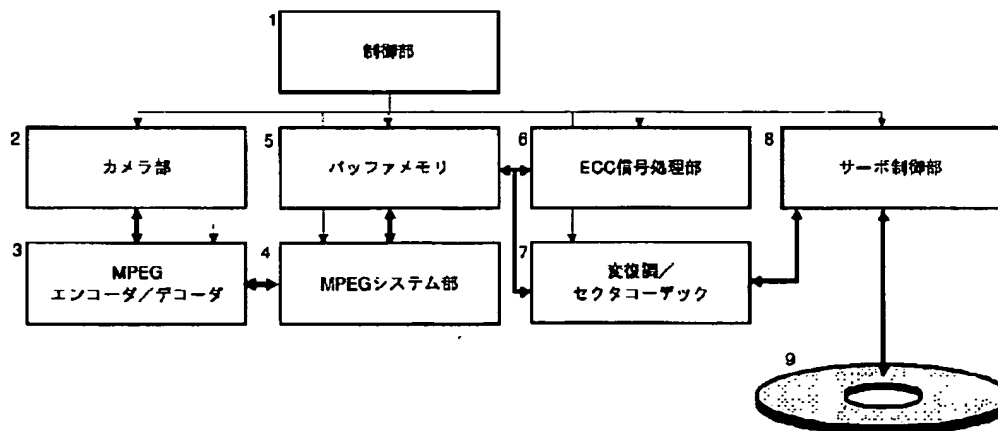 1
制御部
2
カメラ部
5
バッファメモリ
6
ECC信号処理部
8
サーボ制御部
3
MPEG
エンコーダ/デコーダ
4
MPEGシステム部
7
変復調/
セクタコーデック
9